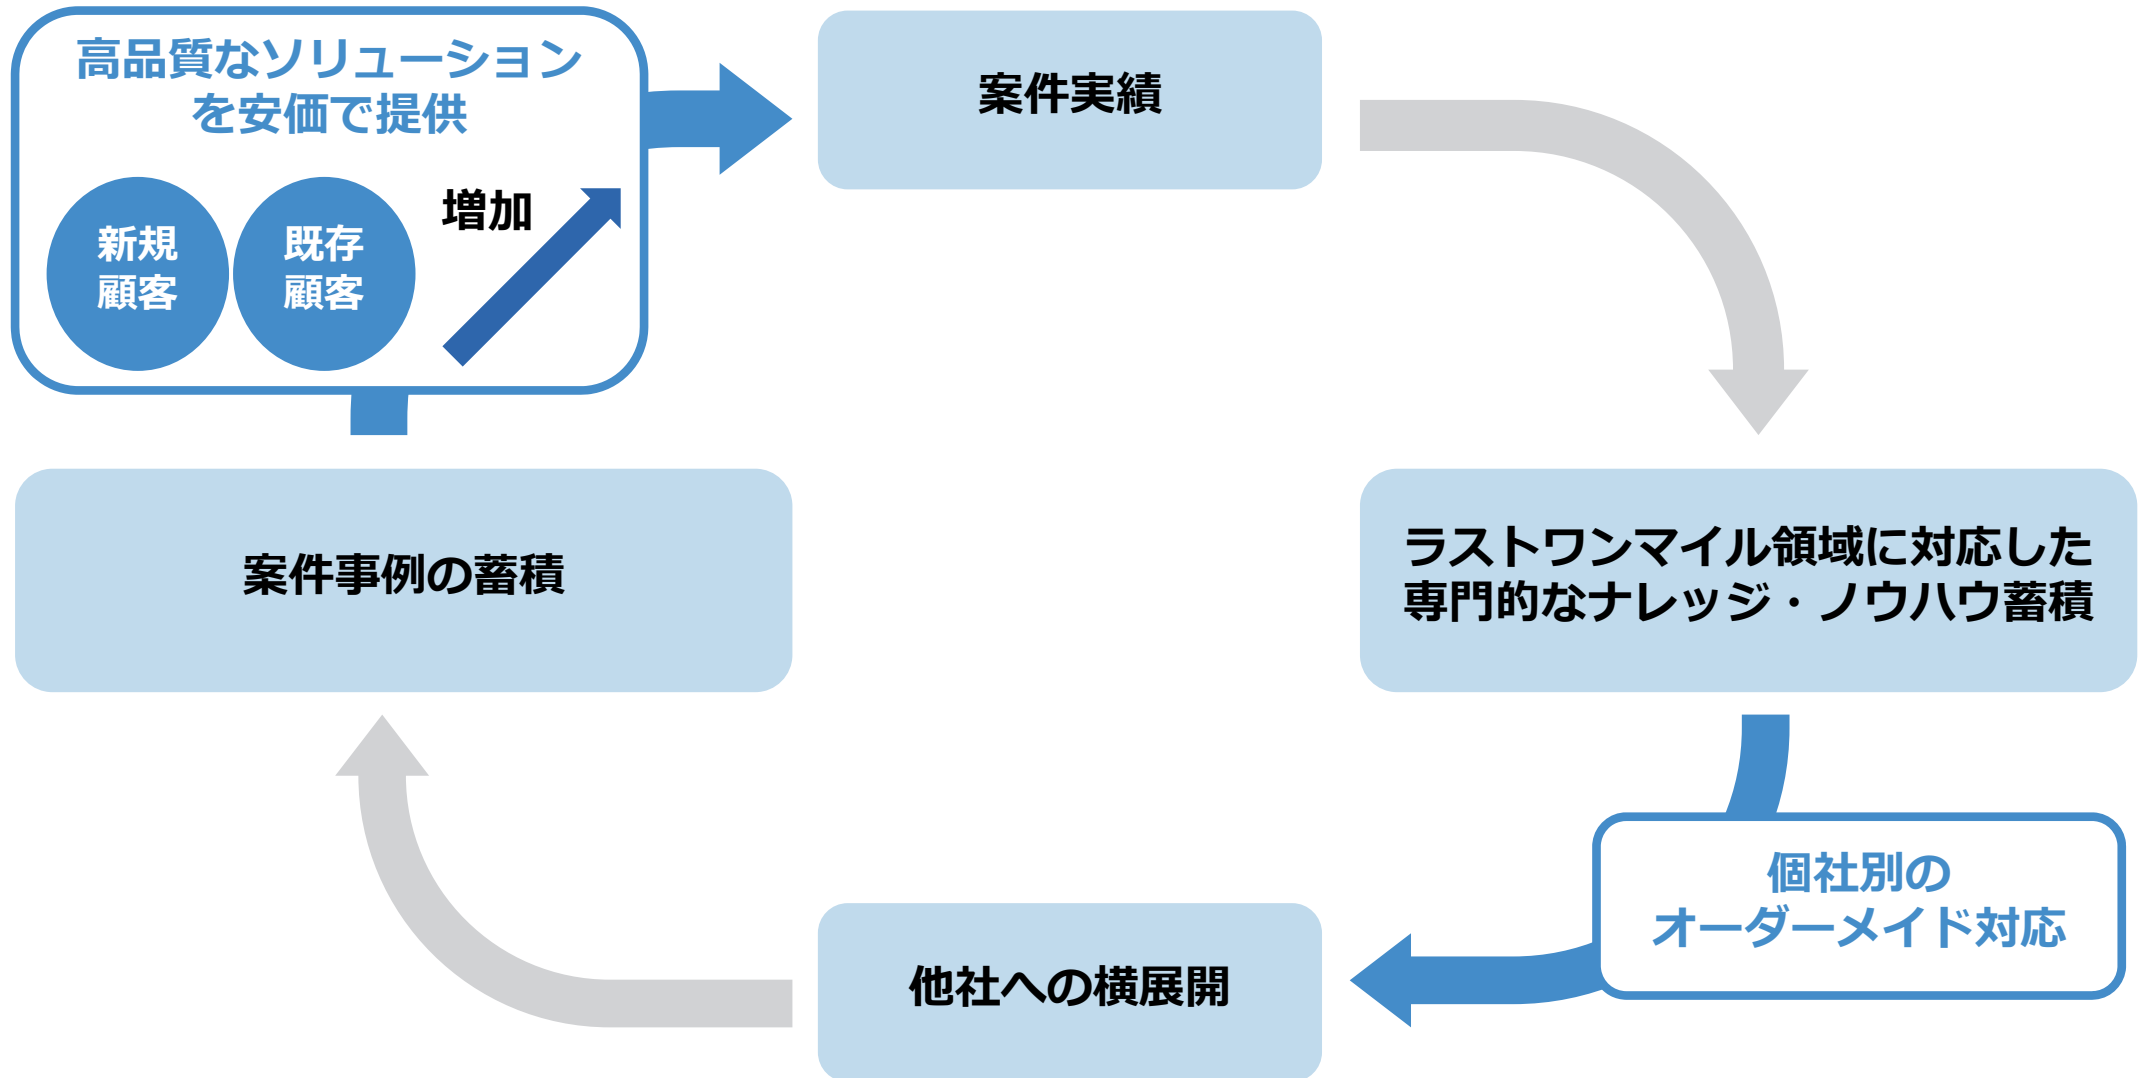 高品質なソリューション
を安価で提供
新規
顧客
既存
顧客
増加
案件実績
ラストワンマイル領域に対応した
専門的なナレッジ・ノウハウ蓄積
個社別の
オーダーメイド対応
他社への横展開
案件事例の蓄積